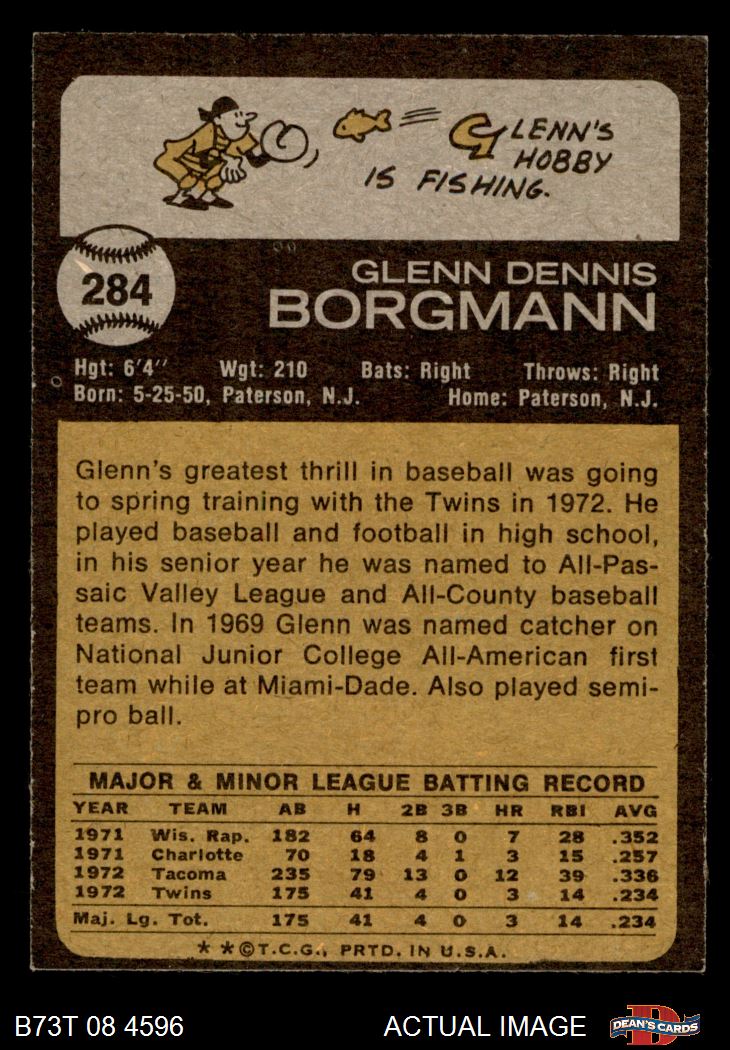 GLENN'S
HOBBY
IS FISHING.
284
GLENN DENNIS
BORGMANN
Hgt: 6'4" Wgt: 210 Bats: Right Throws: Right
Born: 5-25-50, Paterson, N.J. Home: Paterson, N.J.
Glenn's greatest thrill in baseball was going
to spring training with the Twins in 1972. He
played baseball and football in high school,
in his senior year he was named to All-Pas-
saic Valley League and All-County baseball
teams. In 1969 Glenn was named catcher on
National Junior College All-American first
team while at Miami-Dade. Also played semi-
pro ball.
MAJOR & MINOR LEAGUE BATTING RECORD
YEAR TEAM AB H 2B 3B HR RBI AVG
1971 Wis. Rap. 182 64 8 0 7 28 .352
1971 Charlotte 70 18 4 1 3 15 .257
1972 Tacoma 235 79 13 0 12 39 .336
1972 Twins 175 41 4 0 3 14 .234
Maj. Lg. Tot. 175 41 4 0 3 14 .234
* * © T.C.G., PRTD. IN U.S.A.
B73T 08 4596 ACTUAL IMAGE DEAN'S CARDS